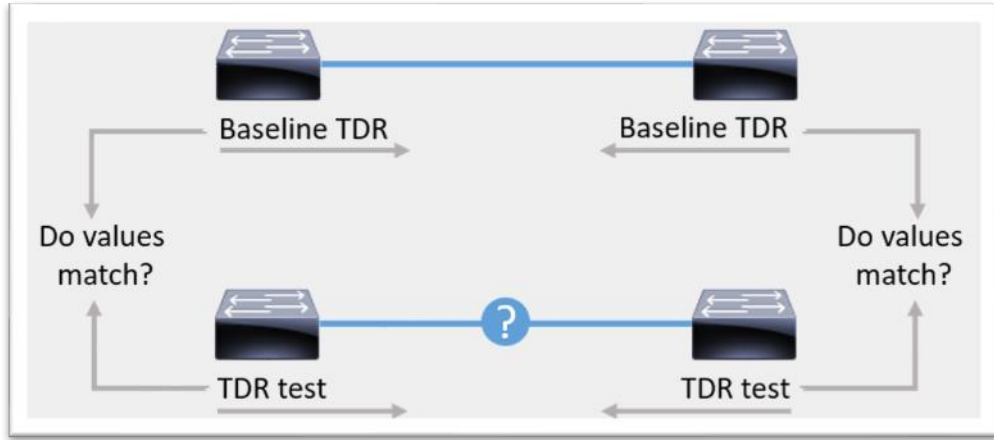 Baseline TDR
Baseline TDR
Do values
match?
Do values
match?
?
TDR test
TDR test